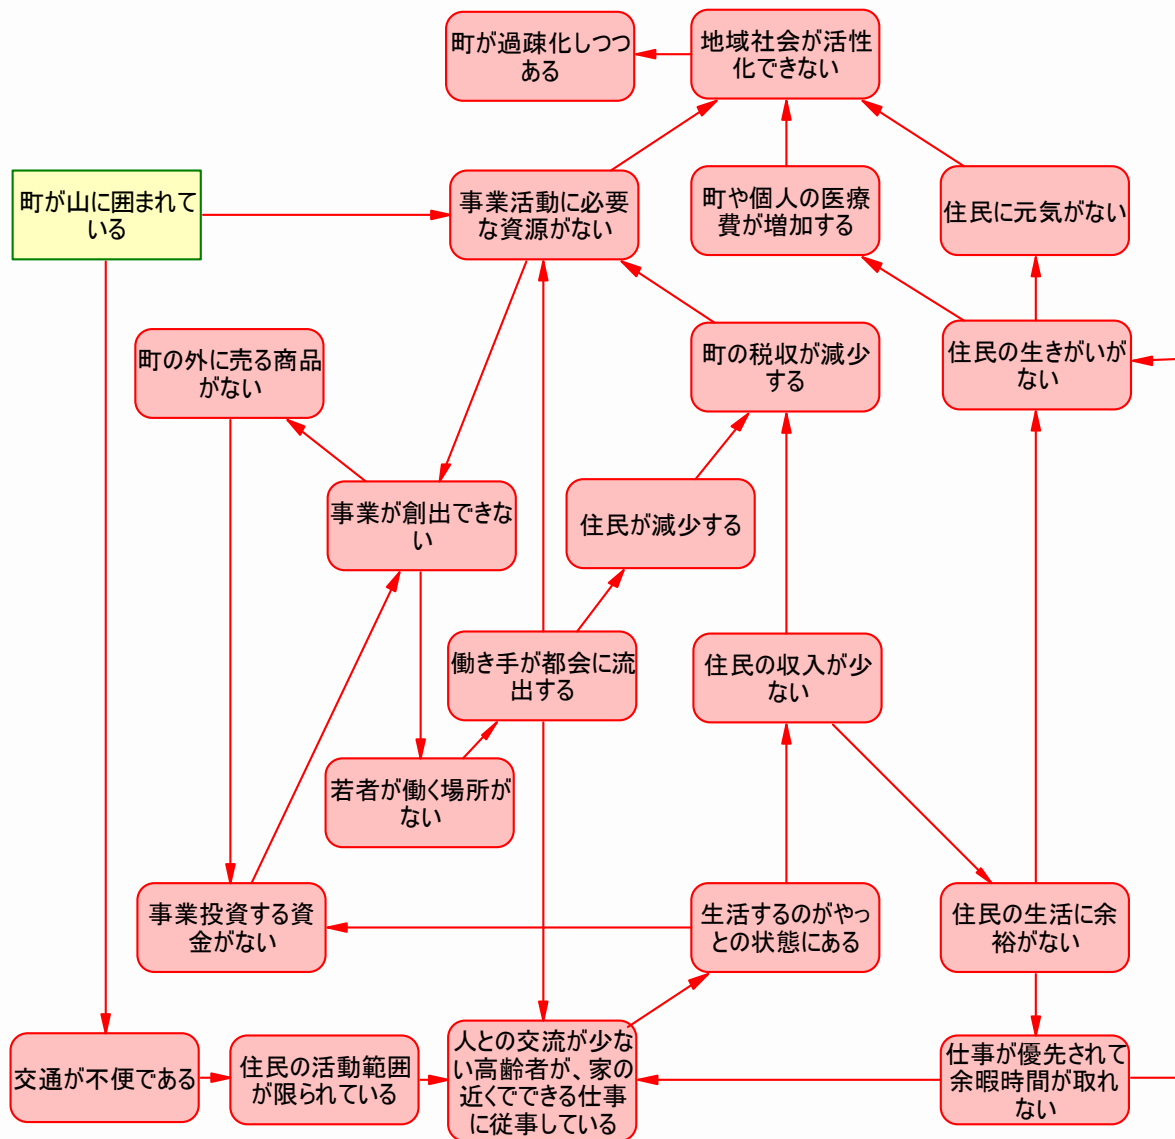 町が過疎化しつつ
ある
地域社会が活性
化できない
町が山に囲まれて
いる
事業活動に必要
な資源がない
町や個人の医療
費が増加する
住民に元気がない
町の外に売る商品
がない
町の税収が減少
する
住民の生きがいが
ない
事業が創出できな
い
住民が減少する
働き手が都会に流
出する
住民の収入が少
ない
若者が働く場所が
ない
事業投資する資
金がない
生活するのがやっ
との状態にある
住民の生活に余
裕がない
交通が不便である
住民の活動範囲
が限られている
人との交流が少な
い高齢者が、家の
近くでできる仕事
に従事している
仕事が優先されて
余暇時間が取れ
ない